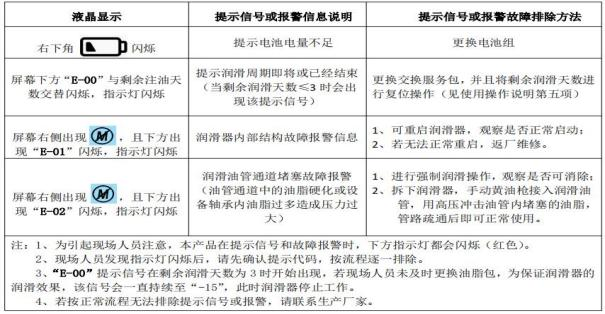 液晶显示
提示信号或报警信息说明
提示信号或报警故障排除方法
右下角 闪烁
提示电池电量不足
更换电池组
屏幕下方“E-00”与剩余注油天
数交替闪烁，指示灯闪烁
提示润滑周期即将或已经结束
（当剩余润滑天数≤3 时会出
现该提示信号）
更换交换服务包，并且将剩余润滑天数进
行复位操作（见使用操作说明第五项）
屏幕右侧出现 M ，且下方出
现“E-01”闪烁，指示灯闪烁
润滑器内部结构故障报警信息
1、可重启润滑器，观察是否正常启动；
2、若无法正常重启，返厂维修。
屏幕右侧出现 M ，且下方出
现“E-02”闪烁，指示灯闪烁
润滑油管通道堵塞故障报警
（油管通道中的油脂硬化或设
备轴承内油脂过多造成压力过
大）
1、进行强制润滑操作，观察是否可消除；
2、拆下润滑器，手动黄油枪接入润滑油
管，用高压冲击油管内堵塞的油脂，
管路疏通后即可正常使用。
注：1、为引起现场人员注意，本产品在提示信号和故障报警时，下方指示灯都会闪烁（红色）。
2、现场人员发现指示灯闪烁后，请先确认提示代码，按流程逐一排除。
3、“E-00”提示信号在剩余润滑天数为 3 时开始出现，若现场人员未及时更换油脂包，为保证润滑器的
润滑效果，该信号会一直持续至“-15”，此时润滑器停止工作。
4、若按正常流程无法排除提示信号或报警，请联系生产厂家。